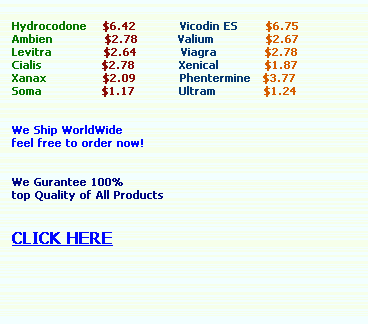 Hydrocodone $6.42 Vicodin ES $6.75
Ambien $2.78 Valium $2.67
Levitra $2.64 Viagra $2.78
Cialis $2.78 Xenical $1.87
Xanax $2.09 Phentermine $3.77
Soma $1.17 Ultram $1.24
We Ship WorldWide
feel free to order now!
We Gurantee 100%
top Quality of All Products
CLICK HERE